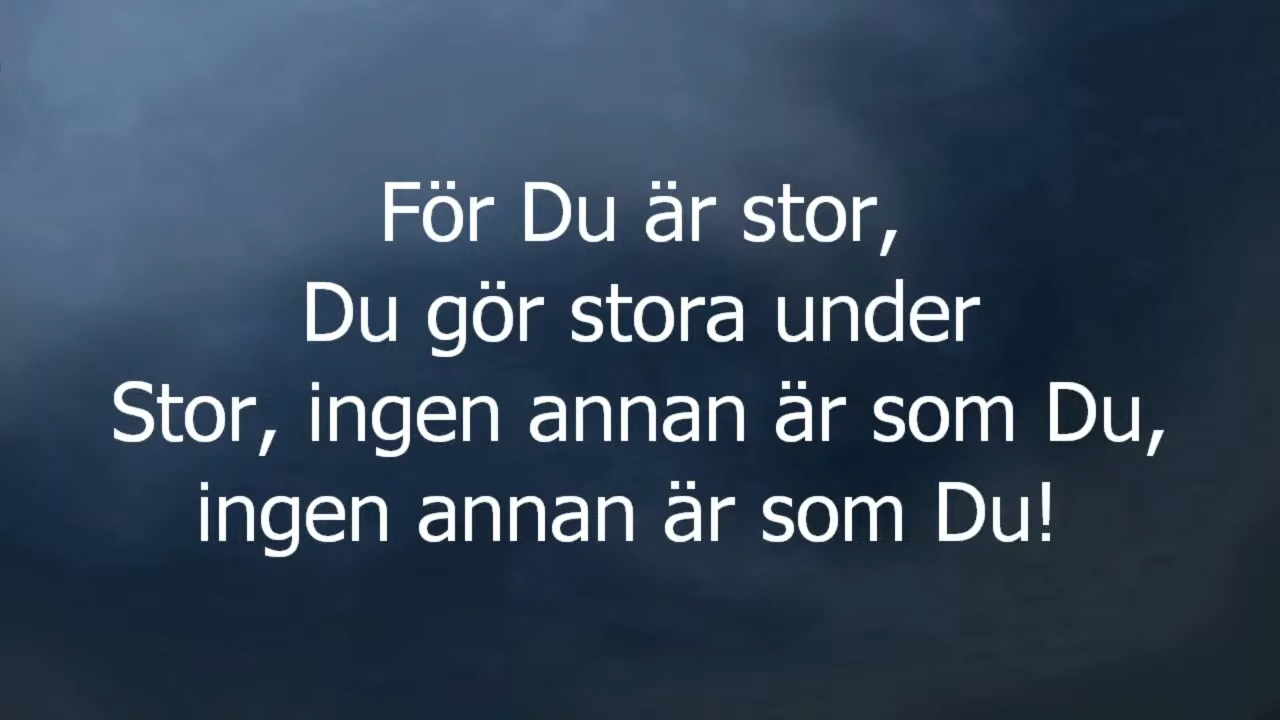 För Du är stor,
Du gör stora under
Stor, ingen annan är som Du,
ingen annan är som Du!